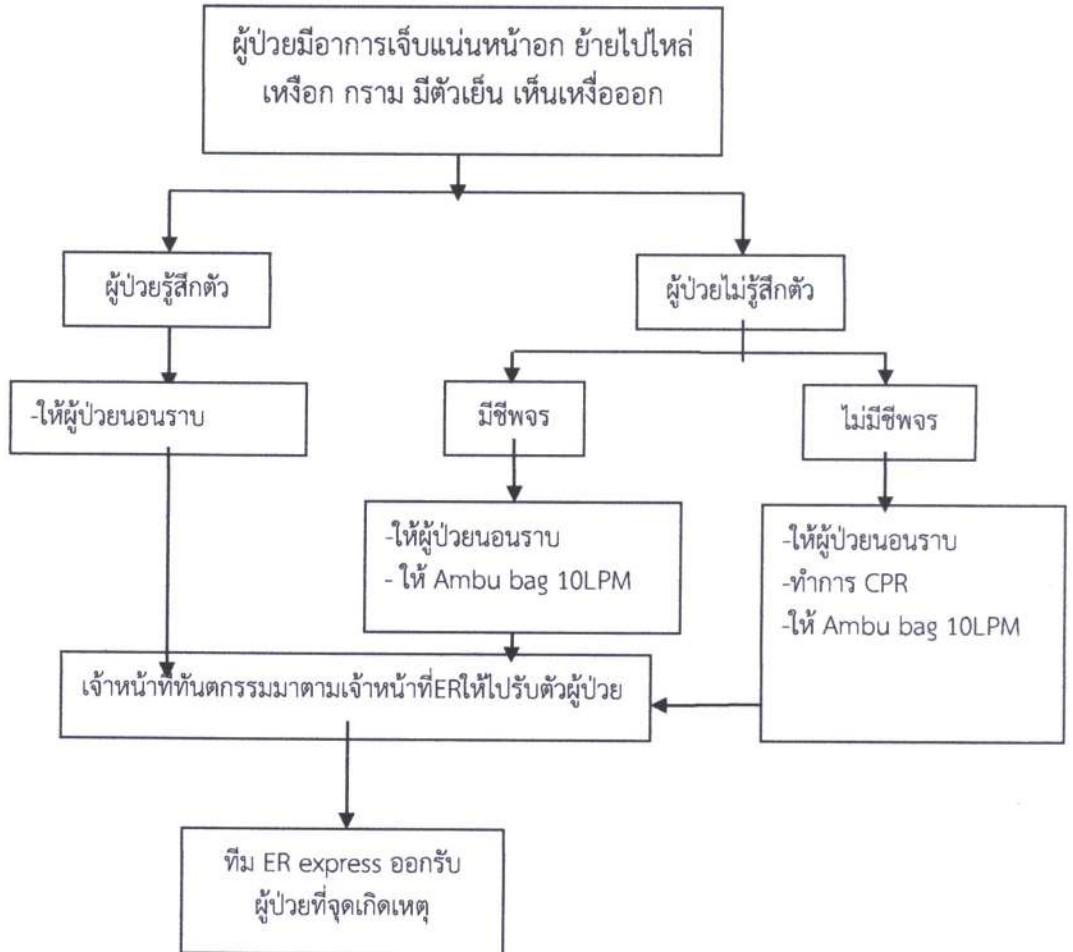 ผู้ป่วยมีอาการเจ็บแน่นหน้าอก ย้ายไปไหล่
เหงือก กราม มีตัวเย็น เห็นเหงื่อออก
ผู้ป่วยรู้สึกตัว
ผู้ป่วยไม่รู้สึกตัว
-ให้ผู้ป่วยนอนราบ
มีชีพจร
ไม่มีชีพจร
-ให้ผู้ป่วยนอนราบ
- ให้ Ambu bag 10LPM
-ให้ผู้ป่วยนอนราบ
-ทำการ CPR
-ให้ Ambu bag 10LPM
เจ้าหน้าที่ทันตกรรมมาตามเจ้าหน้าที่ERให้ไปรับตัวผู้ป่วย
ทีม ER express ออกรับ
ผู้ป่วยที่จุดเกิดเหตุ